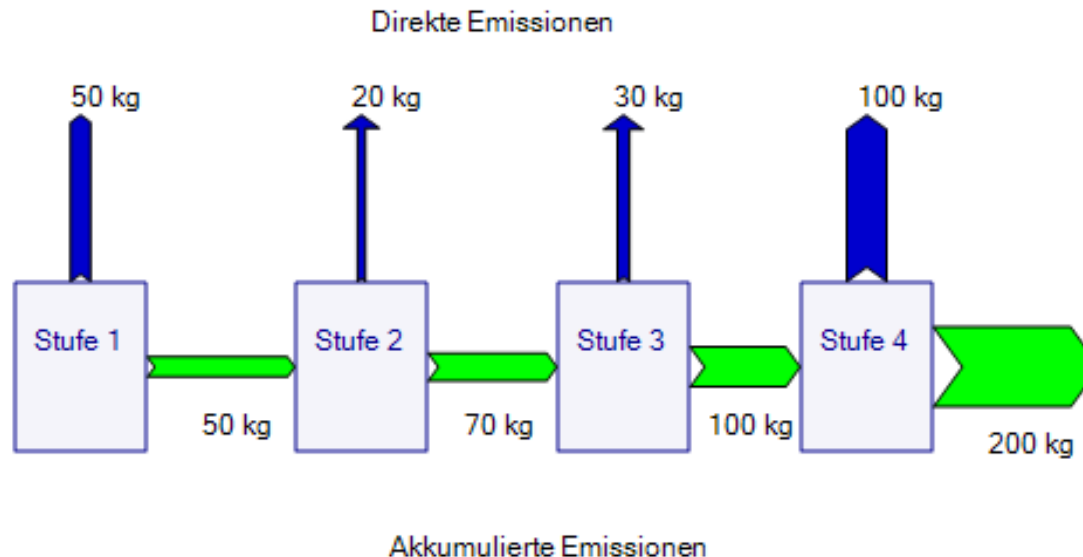 Direkte Emissionen
50 kg
20 kg
30 kg
100 kg
Stufe 1
Stufe 2
Stufe 3
Stufe 4
50 kg
70 kg
100 kg
200 kg
Akkumulierte Emissionen